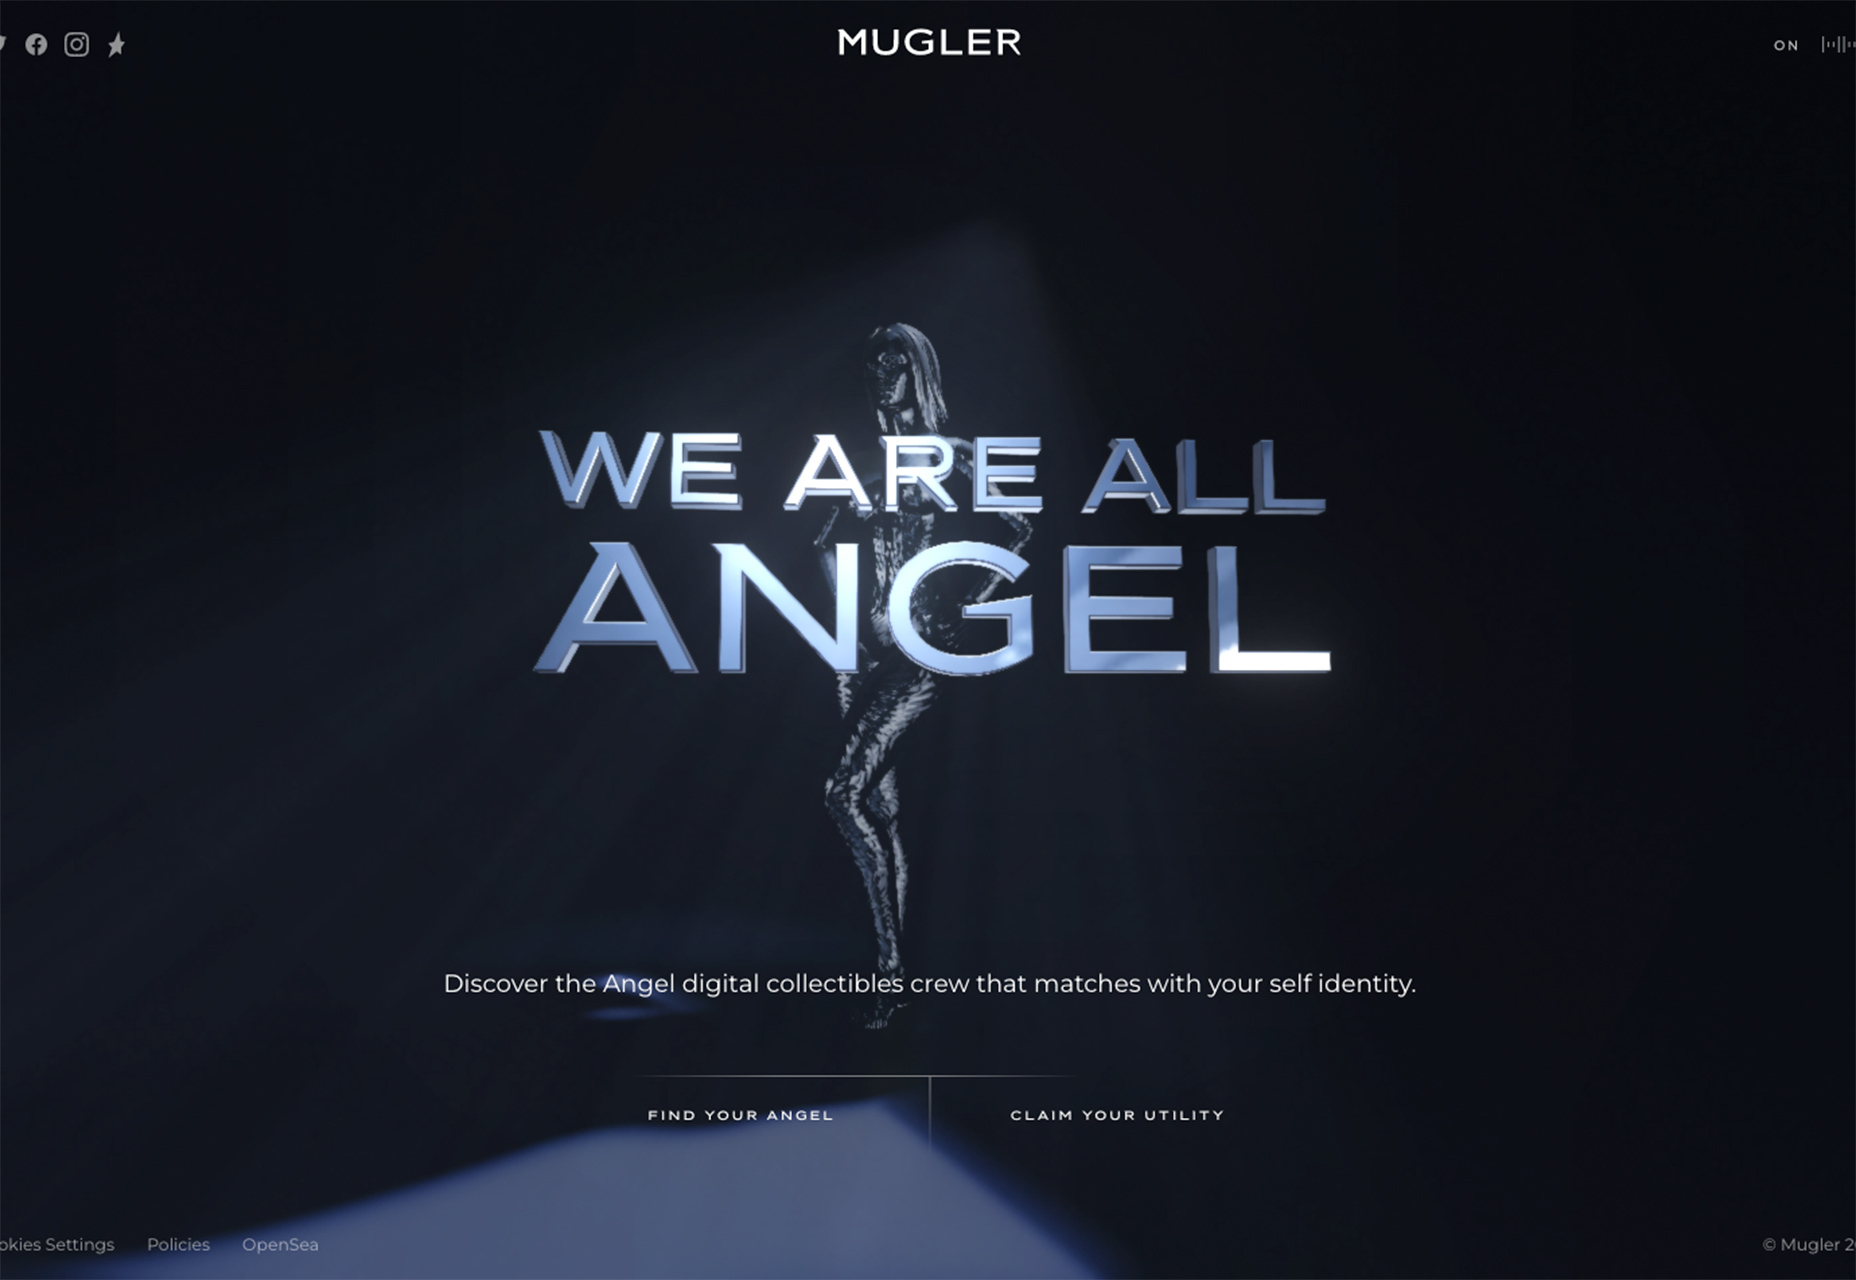 MUGLER
ON
WE ARE ALL
ANGEL
Discover the Angel digital collectibles crew that matches with your self identity.
FIND YOUR ANGEL
CLAIM YOUR UTILITY
okies Settings Policies OpenSea
© Mugler 2